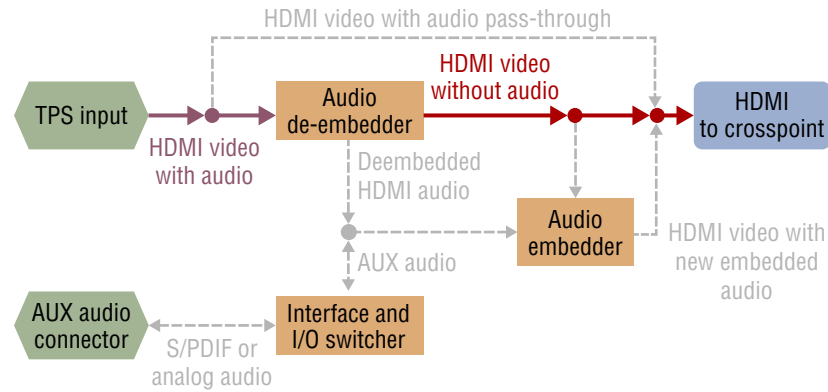 HDMI video with audio pass-through
TPS input
HDMI video
with audio
Audio
de-embedder
HDMI video
without audio
HDMI
to crosspoint
Deembedded
HDMI audio
Audio
embedder
HDMI video with
new embedded
audio
AUX audio
AUX audio
connector
S/PDIF or
analog audio
Interface and
I/O switcher